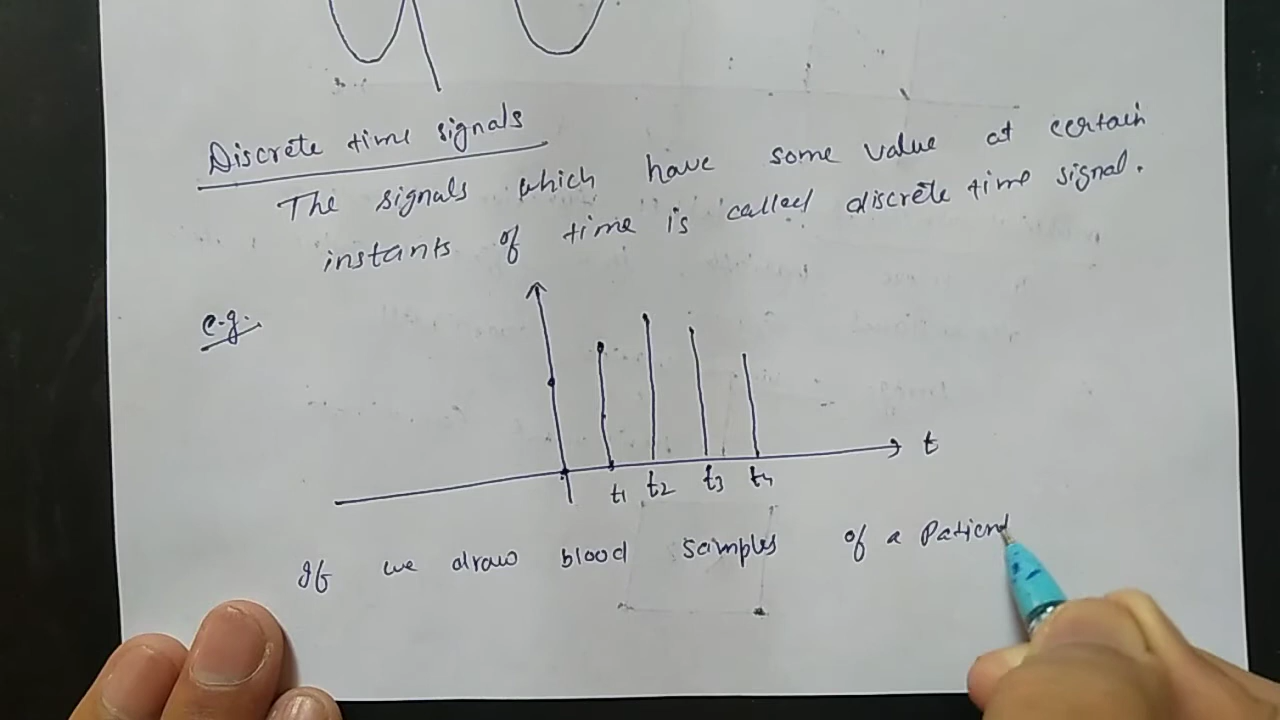 Discrete time signals
The signals which have some value at certain
instants of time is called discrete time signal.
e.g.
t
t1 t2 t3 t4
If we draw blood samples of a Patient